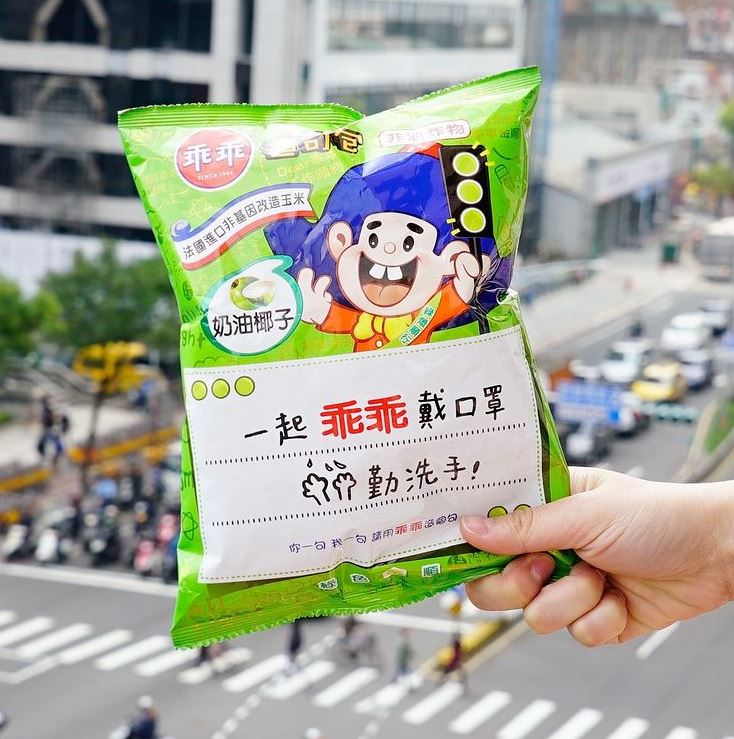 乖乖
SINCE 1968
非油炸物
法國進口非基因改造玉米
奶油椰子
一起 乖乖 戴口罩
勤洗手!
你一句 我一句 請用乖乖造個句